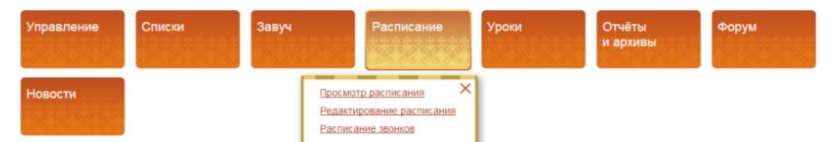 Управление
Списки
Завуч
Расписание
Уроки
Отчёты
и архивы
Форум
Новости
Просмотр расписания
Редактирование расписания
Расписание звонков